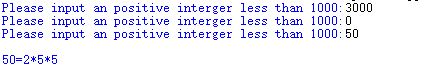 Please input an positive interger less than 1000:3000
Please input an positive interger less than 1000:0
Please input an positive interger less than 1000:50
50=2*5*5